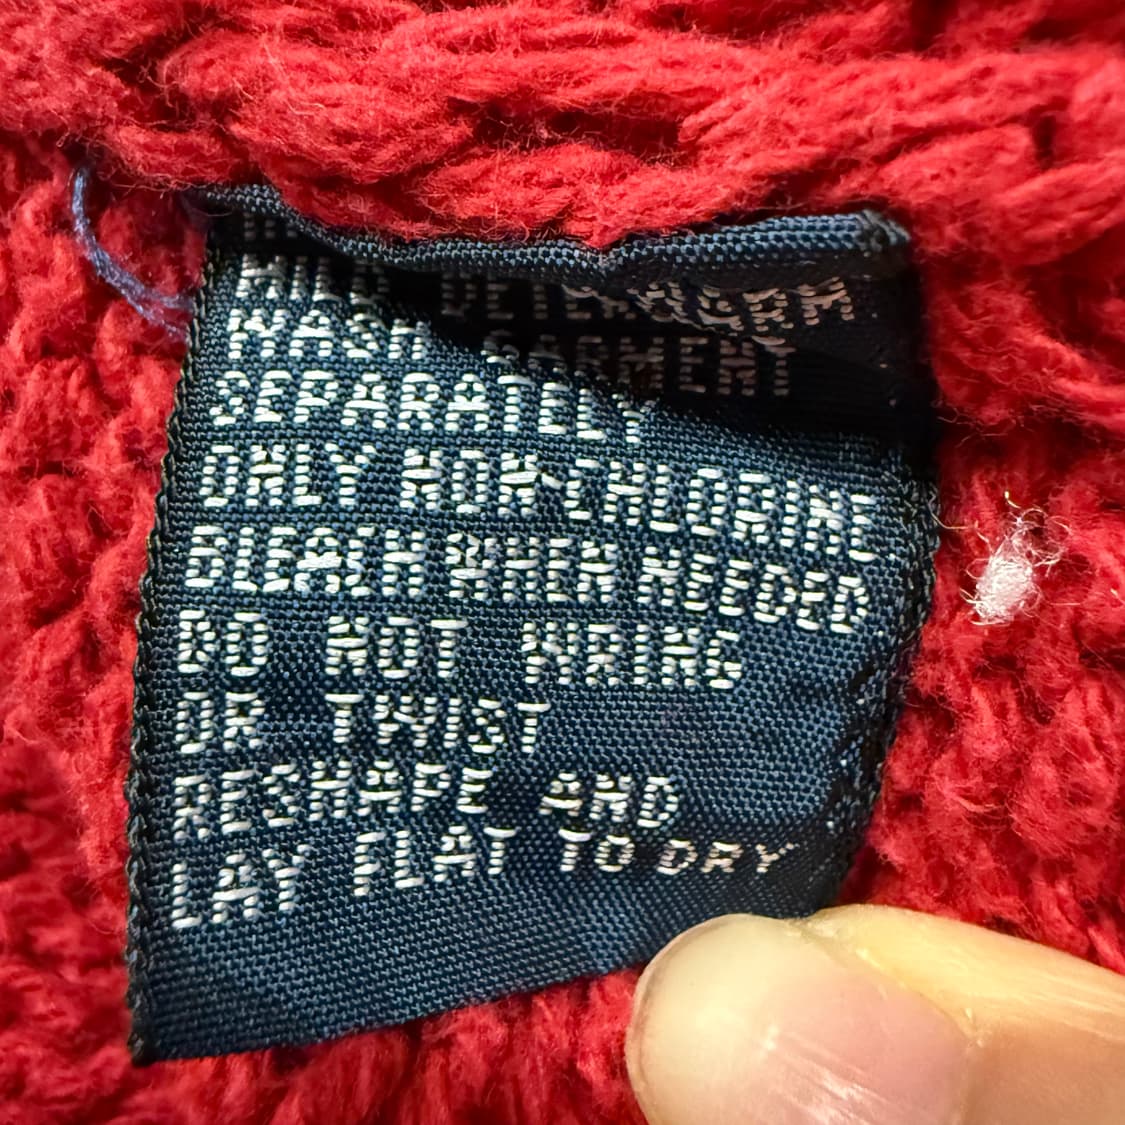 MILD DETERG
WASH GARMENT
SEPARATELY
ONLY NON-CHLORINE
BLEACH WHEN NEEDED
DO NOT WRING
OR TWIST
RESHAPE AND
LAY FLAT TO DRY